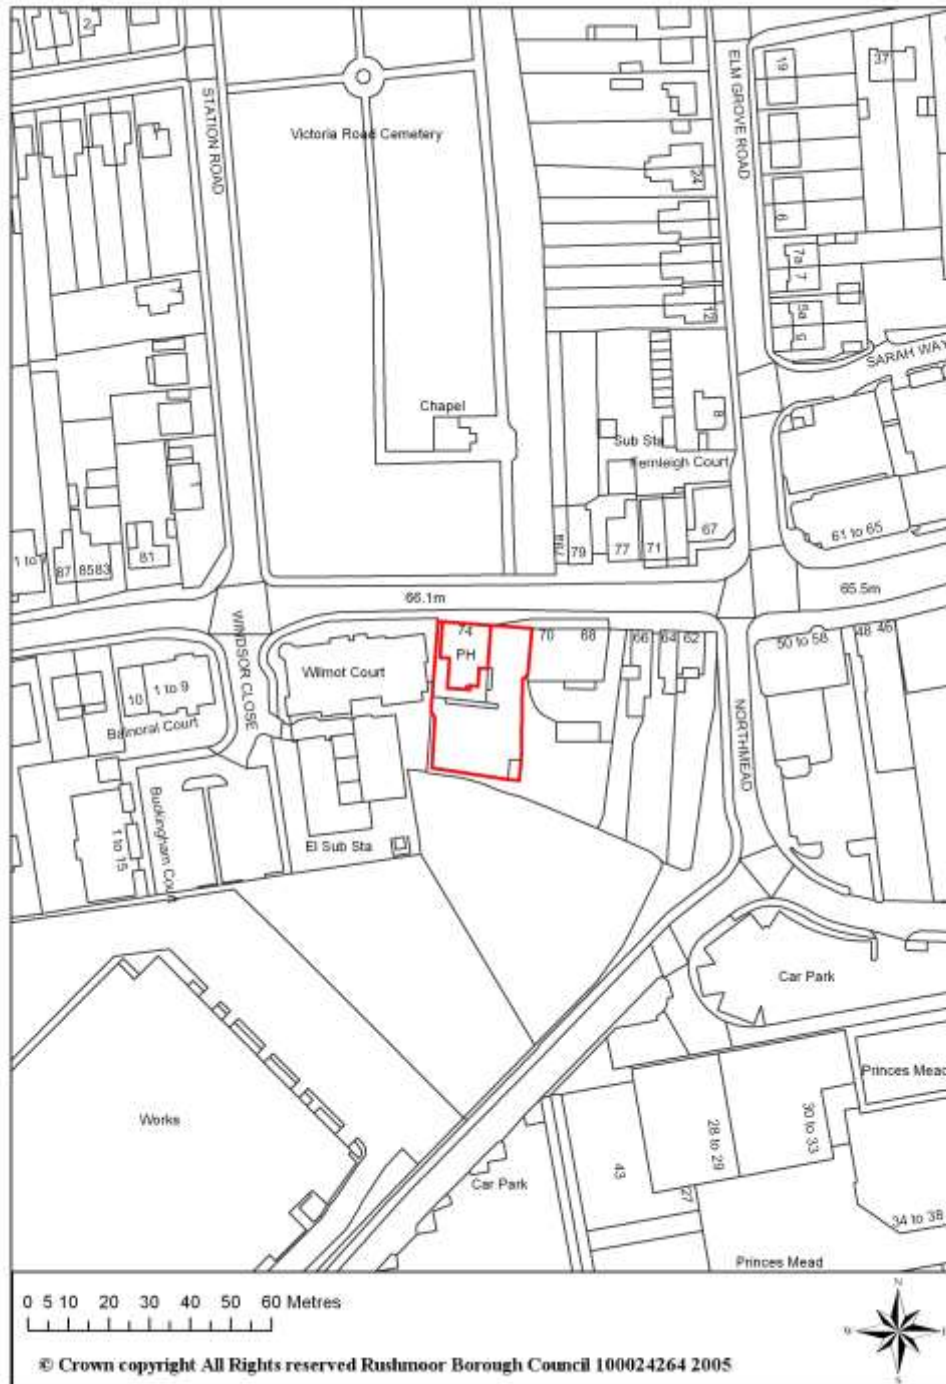 2
37
19
STATION ROAD
ELM GROVE ROAD
Victoria Road Cemetery
24
6
7a 7
12
5a
SARAH WAY
Chapel
8
Sub Sta
Fernleigh Court
67
61 to 65
79
77
71
81
87
8583
66.1m
65.5m
WINDSOR CLOSE
74
PH
70
68
66
64
62
50 to 58
48
46
Wilmot Court
10
1 to 9
Balmoral Court
NORTHMEAD
Buckingham Court
1 to 15
El Sub Sta
Car Park
Princes Mead
Works
30 to 33
28 to 29
43
27
Car Park
34 to 38
Princes Mead
0 5 10 20 30 40 50 60 Metres
N
W
S
© Crown copyright All Rights reserved Rushmoor Borough Council 100024264 2005